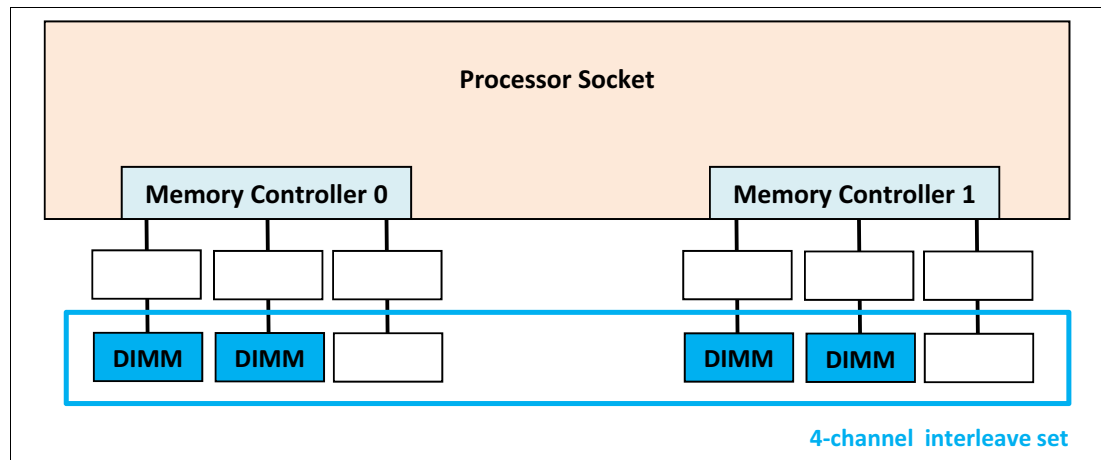 Processor Socket
Memory Controller 0
Memory Controller 1
DIMM
DIMM
DIMM
DIMM
4-channel interleave set